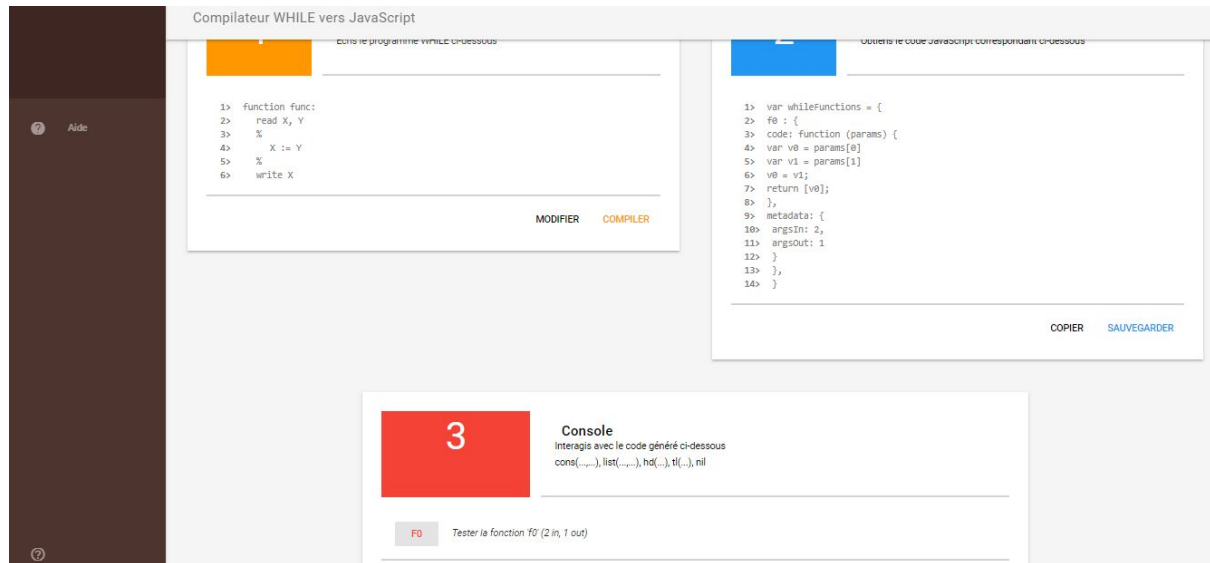 Compilateur WHILE vers JavaScript
Aide
Ecris le programme WHILE ci-dessous
1> function func:
2> read X, Y
3> %
4> X := Y
5> %
6> write X
MODIFIER COMPILER
Obtiens le code JavaScript correspondant ci-dessous
1> var whileFunctions = {
2> f0 : {
3> code: function (params) {
4> var v0 = params[0]
5> var v1 = params[1]
6> v0 = v1;
7> return [v0];
8> },
9> metadata: {
10> argsIn: 2,
11> argsOut: 1
12> }
13> },
14> }
COPIER SAUVEGARDER
3
Console
Interagis avec le code généré ci-dessous
cons(...,...), list(...,...), hd(...), tl(...), nil
F0 Tester la fonction 'f0' (2 in, 1 out)